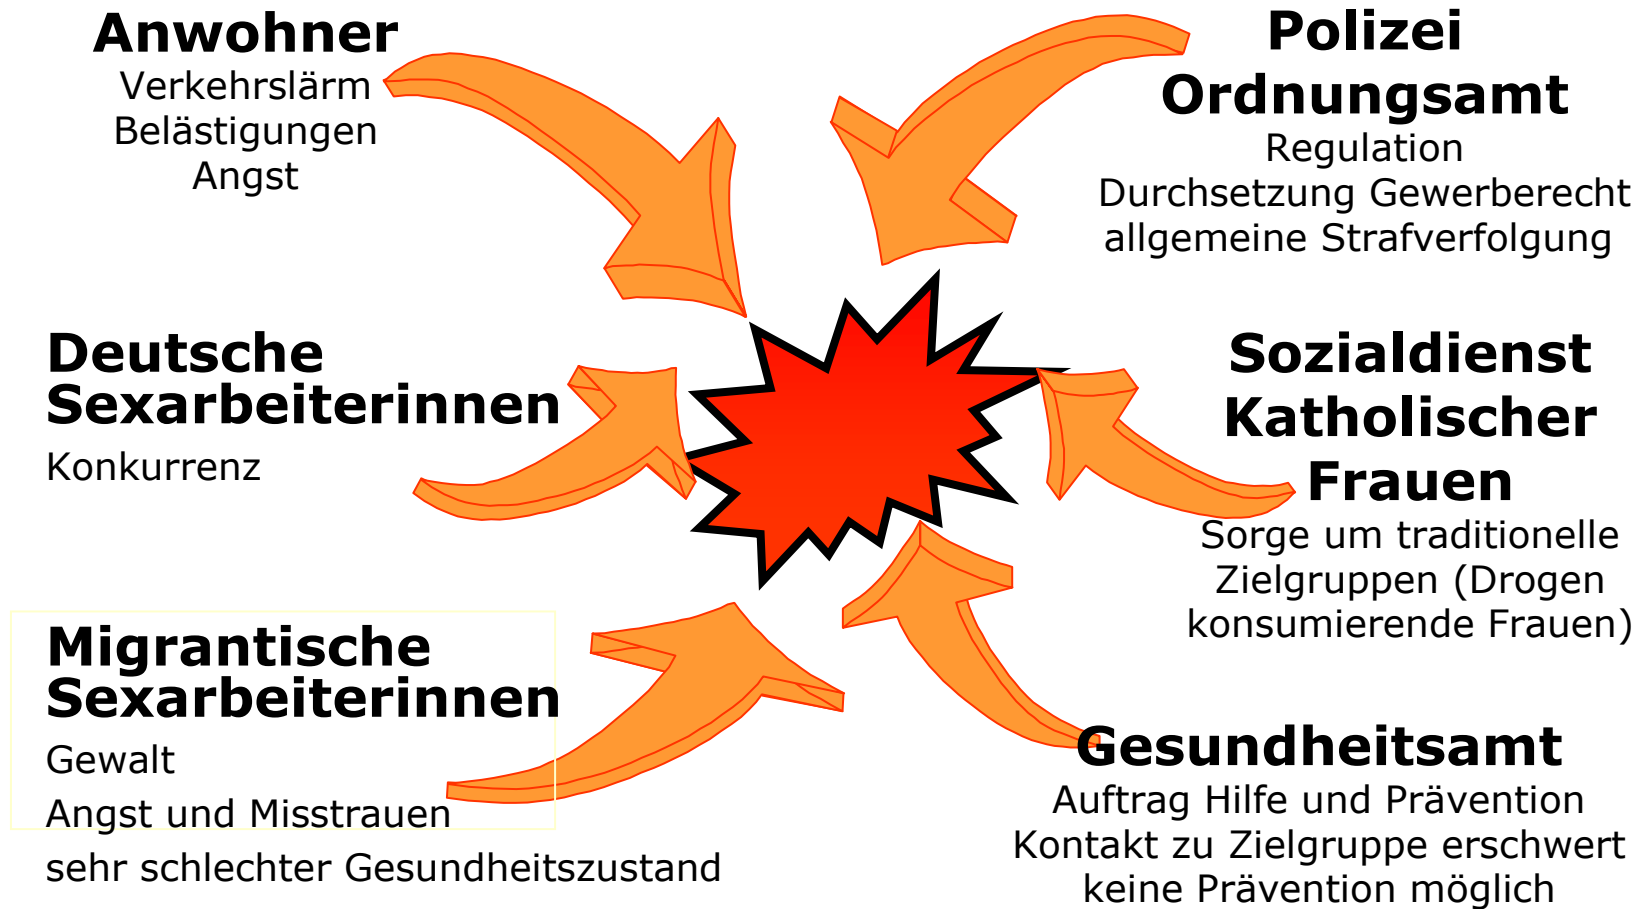 Anwohner
Verkehrslärm
Belästigungen
Angst
Deutsche
Sexarbeiterinnen
Konkurrenz
Migrantische
Sexarbeiterinnen
Gewalt
Angst und Misstrauen
sehr schlechter Gesundheitszustand
Polizei
Ordnungsamt
Regulation
Durchsetzung Gewerberecht
allgemeine Strafverfolgung
Sozialdienst
Katholischer
Frauen
Sorge um traditionelle
Zielgruppen (Drogen
konsumierende Frauen)
Gesundheitsamt
Auftrag Hilfe und Prävention
Kontakt zu Zielgruppe erschwert
keine Prävention möglich